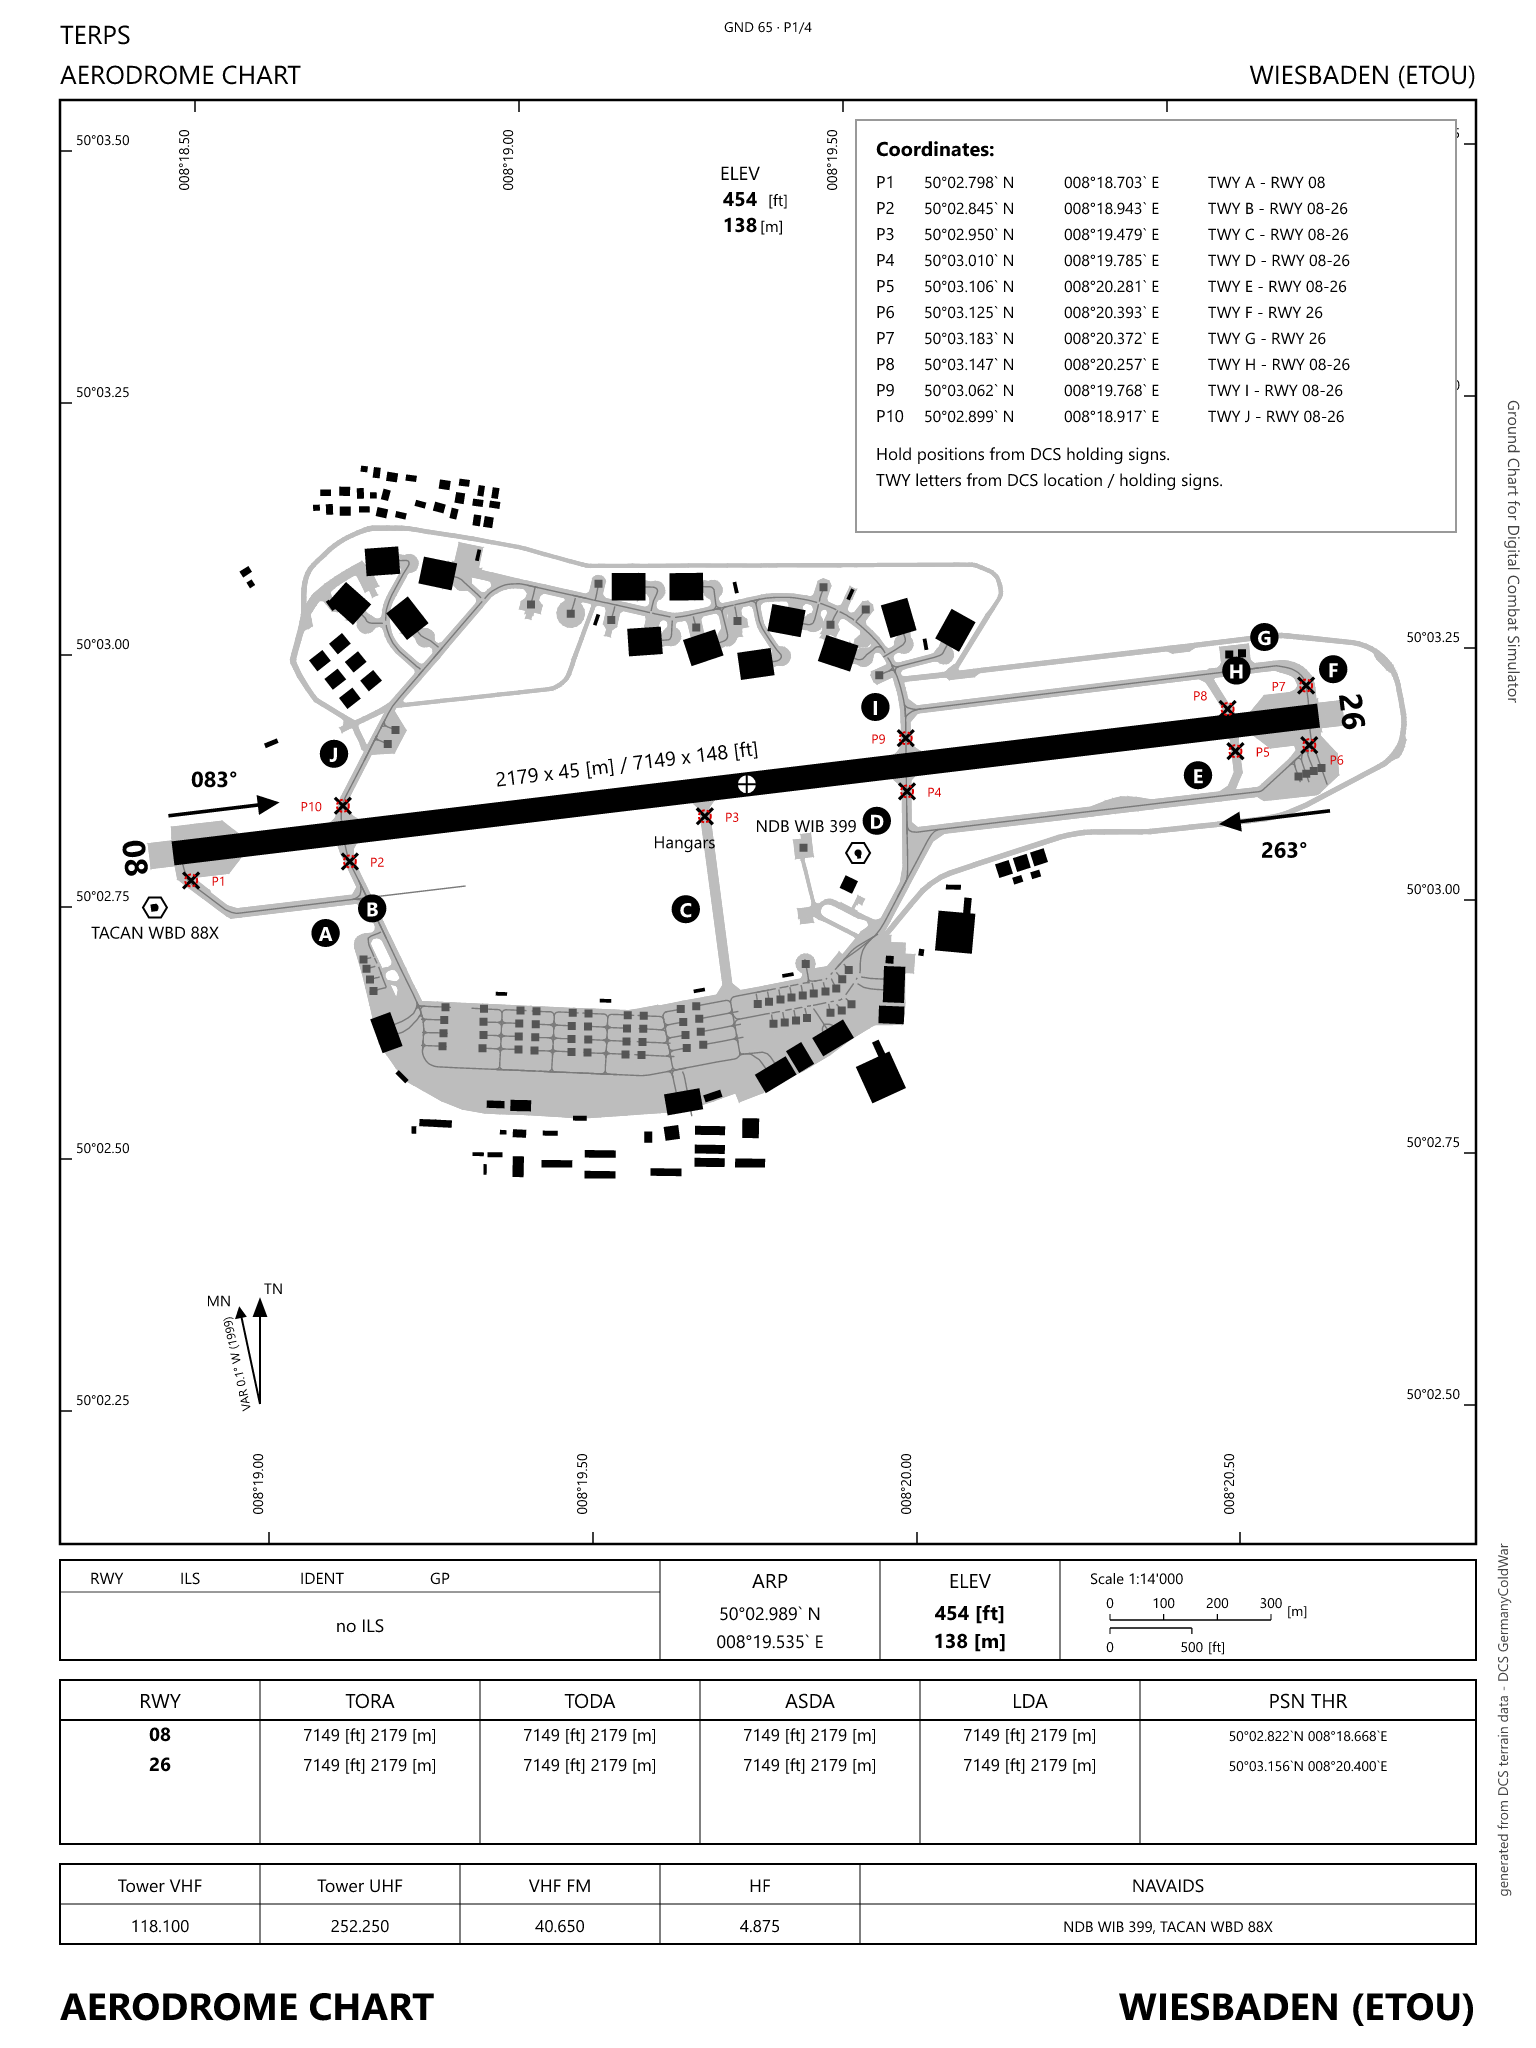 GND 65 · P1/4
TERPS
AERODROME CHART
WIESBADEN (ETOU)
50°03.50
008°18.50
008°19.00
008°19.50
ELEV
454 [ft]
138 [m]
Coordinates:
P1 50°02.798` N 008°18.703` E TWY A - RWY 08
P2 50°02.845` N 008°18.943` E TWY B - RWY 08-26
P3 50°02.950` N 008°19.479` E TWY C - RWY 08-26
P4 50°03.010` N 008°19.785` E TWY D - RWY 08-26
P5 50°03.106` N 008°20.281` E TWY E - RWY 08-26
P6 50°03.125` N 008°20.393` E TWY F - RWY 26
P7 50°03.183` N 008°20.372` E TWY G - RWY 26
P8 50°03.147` N 008°20.257` E TWY H - RWY 08-26
P9 50°03.062` N 008°19.768` E TWY I - RWY 08-26
P10 50°02.899` N 008°18.917` E TWY J - RWY 08-26
Hold positions from DCS holding signs.
TWY letters from DCS location / holding signs.
50°03.25
Ground Chart for Digital Combat Simulator
50°03.00
50°03.25
G
H
F
P7
P8
26
I
P9
J
2179 x 45 [m] / 7149 x 148 [ft]
P5
P6
083°
E
P10
P4
P3
NDB WIB 399
D
Hangars
263°
08
P2
P1
50°02.75
50°03.00
B
C
TACAN WBD 88X
A
50°02.50
50°02.75
TN
MN
VAR 0.1° W (1999)
50°02.25
50°02.50
008°19.00
008°19.50
008°20.00
008°20.50
RWY ILS IDENT GP
no ILS
ARP
50°02.989` N
008°19.535` E
ELEV
454 [ft]
138 [m]
Scale 1:14'000
0 100 200 300 [m]
0 500 [ft]
RWY TORA TODA ASDA LDA PSN THR
08 7149 [ft] 2179 [m] 7149 [ft] 2179 [m] 7149 [ft] 2179 [m] 7149 [ft] 2179 [m] 50°02.822`N 008°18.668`E
26 7149 [ft] 2179 [m] 7149 [ft] 2179 [m] 7149 [ft] 2179 [m] 7149 [ft] 2179 [m] 50°03.156`N 008°20.400`E
generated from DCS terrain data - DCS GermanyColdWar
Tower VHF Tower UHF VHF FM HF NAVAIDS
118.100 252.250 40.650 4.875 NDB WIB 399, TACAN WBD 88X
AERODROME CHART
WIESBADEN (ETOU)